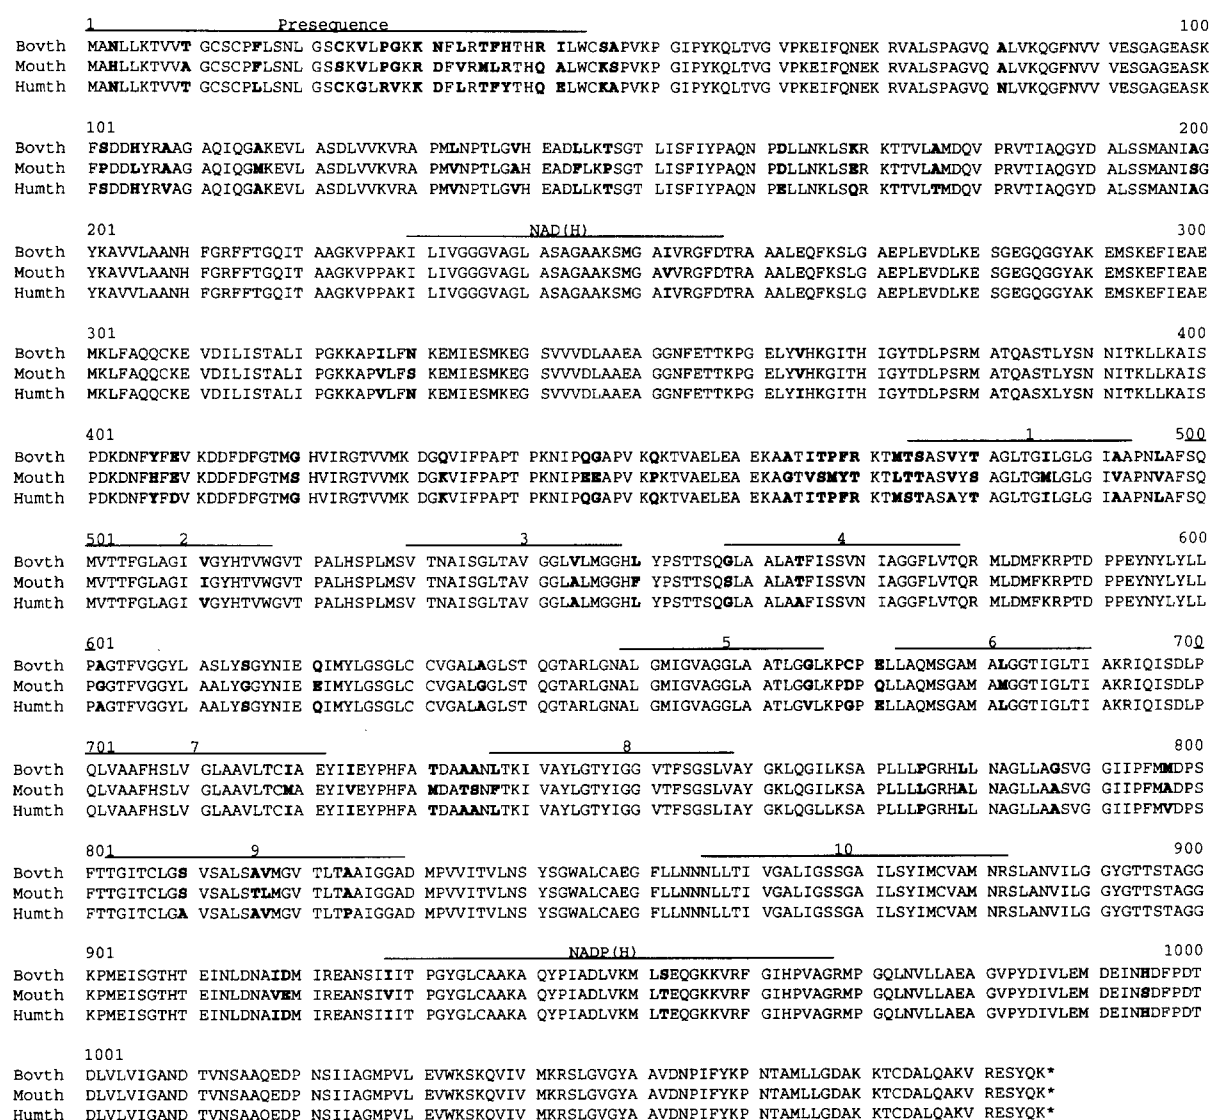 1 Presequence 100
Bovth MANLLKTVVT GCSCPFLSNL GSCKVLPGKK NFLRTFHTHR ILWCSAPVKP GIPYKQLTVG VPKEIFQNEK RVALSPAGVQ ALVKQGFNVV VESGAGEASK
Mouth MAHLLKTVVA GCSCPFLSNL GSSKVLPGKR DFVRMLRTHQ ALWCKSPVKP GIPYKQLTVG VPKEIFQNEK RVALSPAGVQ ALVKQGFNVV VESGAGEASK
Humth MANLLKTVVT GCSCPLLSNL GSCKGLRVKK DFLRTFYTHQ ELWCKAPVKP GIPYKQLTVG VPKEIFQNEK RVALSPAGVQ NLVKQGFNVV VESGAGEASK
101 200
Bovth FSDDHYRAAG AQIQGAKEVL ASDLVVKVRA PMLNPTLGVH EADLLKTSGT LISFIYPAQN PDLLNKLSKR KTTVLAMDQV PRVTIAQGYD ALSSMANIAG
Mouth FPDDLYRAAG AQIQGMKEVL ASDLVVKVRA PMVNPTLGAH EADFLKPSGT LISFIYPAQN PDLLNKLSER KTTVLAMDQV PRVTIAQGYD ALSSMANISG
Humth FSDDHYRVAG AQIQGAKEVL ASDLVVKVRA PMVNPTLGVH EADLLKTSGT LISFIYPAQN PELLNKLSQR KTTVLTMDQV PRVTIAQGYD ALSSMANIAG
201 NAD(H) 300
Bovth YKAVVLAANH FGRFFTGQIT AAGKVPPAKI LIVGGGVAGL ASAGAAKSMG AIVRGFDTRA AALEQFKSLG AEPLEVDLKE SGEGQGGYAK EMSKEFIEAE
Mouth YKAVVLAANH FGRFFTGQIT AAGKVPPAKI LIVGGGVAGL ASAGAAKSMG AVVRGFDTRA AALEQFKSLG AEPLEVDLKE SGEGQGGYAK EMSKEFIEAE
Humth YKAVVLAANH FGRFFTGQIT AAGKVPPAKI LIVGGGVAGL ASAGAAKSMG AIVRGFDTRA AALEQFKSLG AEPLEVDLKE SGEGQGGYAK EMSKEFIEAE
301 400
Bovth MKLFAQQCKE VDILISTALI PGKKAPILFN KEMIESMKEG SVVVDLAAEA GGNFETTKPG ELYVHKGITH IGYTDLPSRM ATQASTLYSN NITKLLKAIS
Mouth MKLFAQQCKE VDILISTALI PGKKAPVLFS KEMIESMKEG SVVVDLAAEA GGNFETTKPG ELYVHKGITH IGYTDLPSRM ATQASTLYSN NITKLLKAIS
Humth MKLFAQQCKE VDILISTALI PGKKAPVLFN KEMIESMKEG SVVVDLAAEA GGNFETTKPG ELYIHKGITH IGYTDLPSRM ATQASXLYSN NITKLLKAIS
401 1 500
Bovth PDKDNFYFEV KDDFDFGTMG HVIRGTVVMK DGQVIFPAPT PKNIPQGAPV KQKTVAELEA EKAATITPFR KTMTSASVYT AGLTGILGLG IAAPNLAFSQ
Mouth PDKDNFHFEV KDDFDFGTMS HVIRGTVVMK DGKVIFPAPT PKNIPEEAPV KPKTVAELEA EKAGTVSMYT KTLTTASVYS AGLTGMLGLG IVAPNVAFSQ
Humth PDKDNFYFDV KDDFDFGTMG HVIRGTVVMK DGKVIFPAPT PKNIPQGAPV KQKTVAELEA EKAATITPFR KTMSTASAYT AGLTGILGLG IAAPNLAFSQ
501 2 3 4 600
Bovth MVTTFGLAGI VGYHTVWGVT PALHSPLMSV TNAISGLTAV GGLVLMGGHL YPSTTSQGLA ALATFISSVN IAGGFLVTQR MLDMFKRPTD PPEYNYLYLL
Mouth MVTTFGLAGI IGYHTVWGVT PALHSPLMSV TNAISGLTAV GGLALMGGHF YPSTTSQSLA ALATFISSVN IAGGFLVTQR MLDMFKRPTD PPEYNYLYLL
Humth MVTTFGLAGI VGYHTVWGVT PALHSPLMSV TNAISGLTAV GGLALMGGHL YPSTTSQGLA ALAAFISSVN IAGGFLVTQR MLDMFKRPTD PPEYNYLYLL
601 5 6 700
Bovth PAGTFVGGYL ASLYSGYNIE QIMYLGSGLC CVGALAGLST QGTARLGNAL GMIGVAGGLA ATLGGLKPCP ELLAQMSGAM ALGGTIGLTI AKRIQISDLP
Mouth PGGTFVGGYL AALYGGYNIE EIMYLGSGLC CVGALGGLST QGTARLGNAL GMIGVAGGLA ATLGGLKPDP QLLAQMSGAM AMGGTIGLTI AKRIQISDLP
Humth PAGTFVGGYL AALYSGYNIE QIMYLGSGLC CVGALAGLST QGTARLGNAL GMIGVAGGLA ATLGVLKPGP ELLAQMSGAM ALGGTIGLTI AKRIQISDLP
701 7 8 800
Bovth QLVAAFHSLV GLAAVLTCIA EYIIEYPHFA TDAAANLTKI VAYLGTYIGG VTFSGSLVAY GKLQGILKSA PLLLPGRHLL NAGLLAGSVG GIIPFMMDPS
Mouth QLVAAFHSLV GLAAVLTCMA EYIVEYPHFA MDATSNFTKI VAYLGTYIGG VTFSGSLVAY GKLQGILKSA PLLLLGRHAL NAGLLAASVG GIIPFMADPS
Humth QLVAAFHSLV GLAAVLTCIA EYIIEYPHFA TDAAANLTKI VAYLGTYIGG VTFSGSLIAY GKLQGLLKSA PLLLPGRHLL NAGLLAASVG GIIPFMVDPS
801 9 10 900
Bovth FTTGITCLGS VSALSAVMGV TLTAAIGGAD MPVVITVLNS YSGWALCAEG FLLNNNLLTI VGALIGSSGA ILSYIMCVAM NRSLANVILG GYGTTSTAGG
Mouth FTTGITCLGS VSALSTLMGV TLTAAIGGAD MPVVITVLNS YSGWALCAEG FLLNNNLLTI VGALIGSSGA ILSYIMCVAM NRSLANVILG GYGTTSTAGG
Humth FTTGITCLGA VSALSAVMGV TLTPAIGGAD MPVVITVLNS YSGWALCAEG FLLNNNLLTI VGALIGSSGA ILSYIMCVAM NRSLANVILG GYGTTSTAGG
901 NADP(H) 1000
Bovth KPMEISGTHT EINLDNAIDM IREANSIIIT PGYGLCAAKA QYPIADLVKM LSEQGKKVRF GIHPVAGRMP GQLNVLLAEA GVPYDIVLEM DEINHDFPDT
Mouth KPMEISGTHT EINLDNAVEM IREANSIVIT PGYGLCAAKA QYPIADLVKM LTEQGKKVRF GIHPVAGRMP GQLNVLLAEA GVPYDIVLEM DEINSDFPDT
Humth KPMEISGTHT EINLDNAIDM IREANSIIIT PGYGLCAAKA QYPIADLVKM LTEQGKKVRF GIHPVAGRMP GQLNVLLAEA GVPYDIVLEM DEINHDFPDT
1001
Bovth DLVLVIGAND TVNSAAQEDP NSIIAGMPVL EVWKSKQVIV MKRSLGVGYA AVDNPIFYKP NTAMLLGDAK KTCDALQAKV RESYQK*
Mouth DLVLVIGAND TVNSAAQEDP NSIIAGMPVL EVWKSKQVIV MKRSLGVGYA AVDNPIFYKP NTAMLLGDAK KTCDALQAKV RESYQK*
Humth DLVLVIGAND TVNSAAQEDP NSIIAGMPVL EVWKSKQVIV MKRSLGVGYA AVDNPIFYKP NTAMLLGDAK KTCDALQAKV RESYQK*